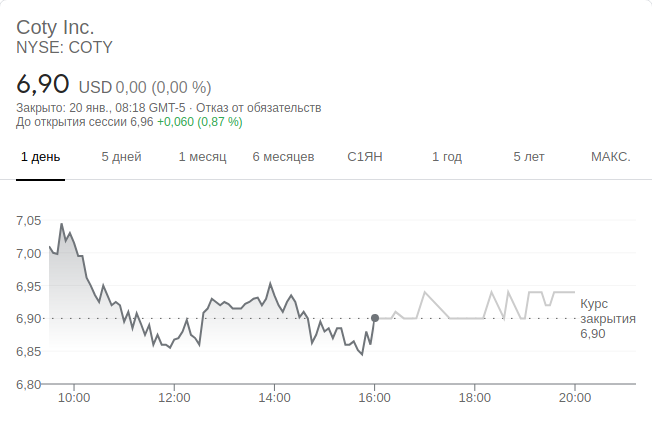 Coty Inc.
NYSE: COTY
6,90 USD 0,00 (0,00 %)
Закрыто: 20 янв., 08:18 GMT-5 · Отказ от обязательств
До открытия сессии 6,96 +0,060 (0,87 %)
1 день 5 дней 1 месяц 6 месяцев С1ЯН 1 год 5 лет МАКС.
7,05
7,00
6,95
6,90
6,85
6,80
Курс
закрытия
6,90
10:00 12:00 14:00 16:00 18:00 20:00